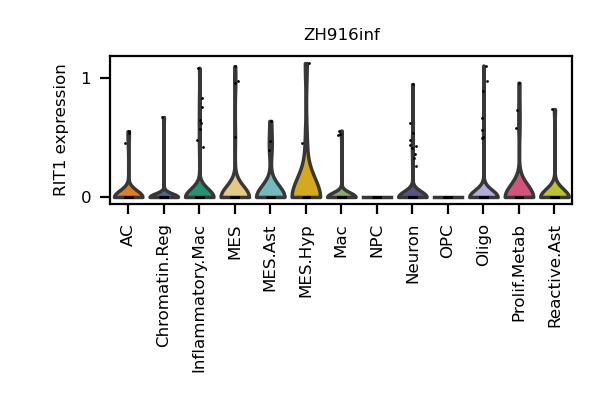 ZH916inf
RIT1 expression
1
0
AC
Chromatin.Reg
Inflammatory.Mac
MES
MES.Ast
MES.Hyp
Mac
NPC
Neuron
OPC
Oligo
Prolif.Metab
Reactive.Ast